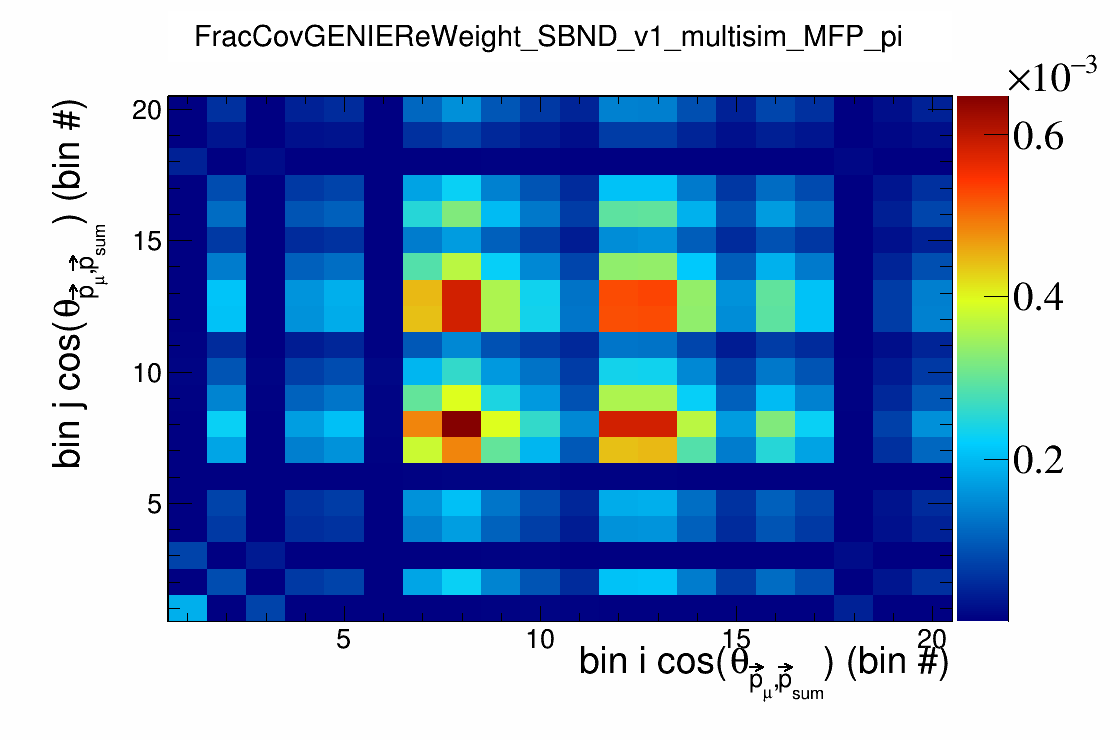 FracCovGENIEReWeight_SBND_v1_multisim_MFP_pi
×10⁻³
20
15
10
5
bin j cos(θ_{p⃗_μ,p⃗_sum}) (bin #)
0.6
0.4
0.2
5 10 15 20
bin i cos(θ_{p⃗_μ,p⃗_sum}) (bin #)